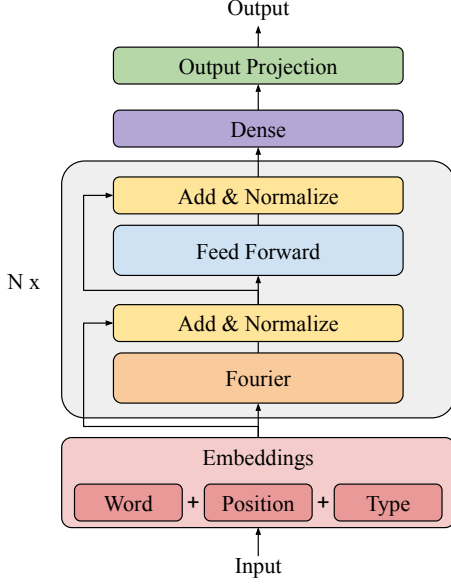 Output
Output Projection
Dense
Add & Normalize
Feed Forward
N x
Add & Normalize
Fourier
Embeddings
Word + Position + Type
Input